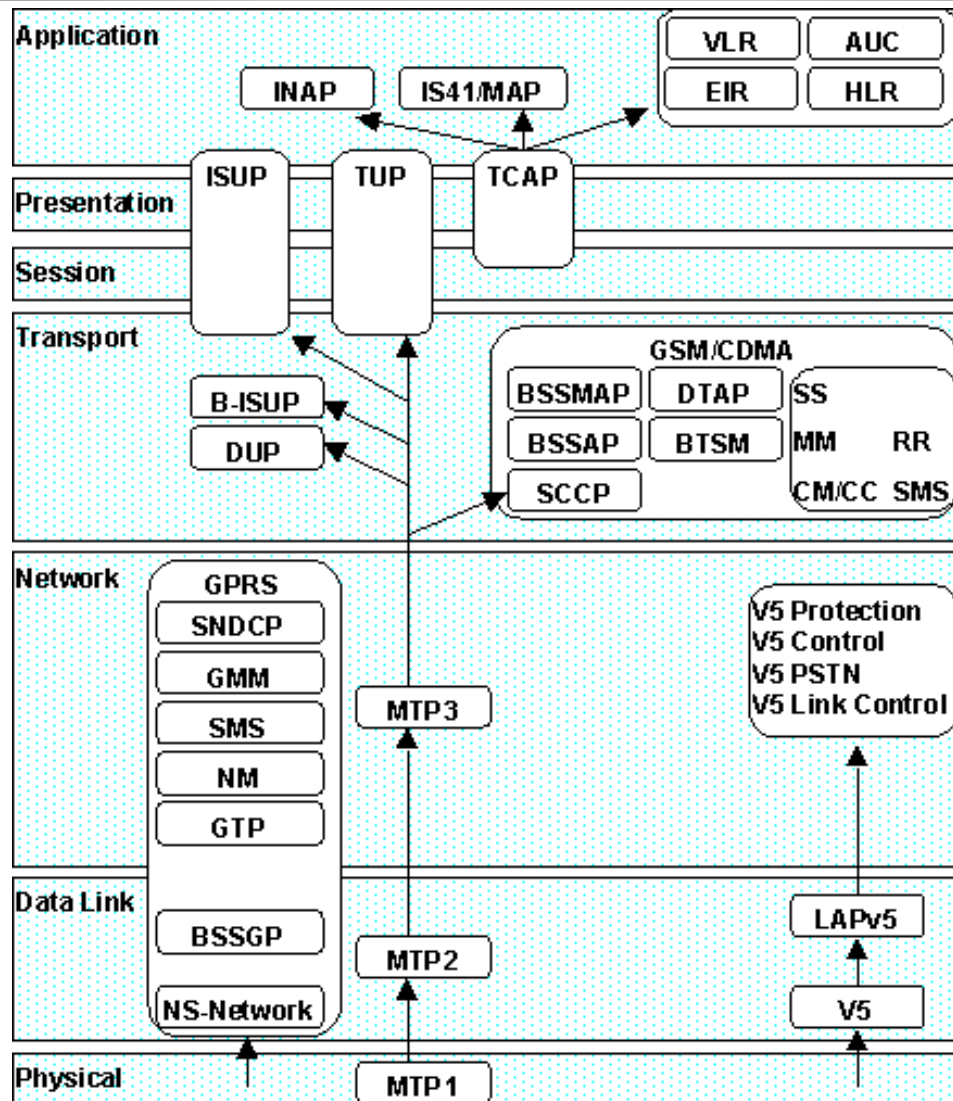 Application
VLR
AUC
EIR
HLR
INAP
IS41/MAP
ISUP
TUP
TCAP
Presentation
Session
Transport
GSM/CDMA
BSSMAP
DTAP
SS
B-ISUP
BSSAP
BTSM
MM
RR
DUP
SCCP
CM/CC
SMS
Network
GPRS
SNDCP
GMM
SMS
NM
GTP
MTP3
V5 Protection
V5 Control
V5 PSTN
V5 Link Control
Data Link
BSSGP
NS-Network
MTP2
LAPv5
V5
Physical
MTP1